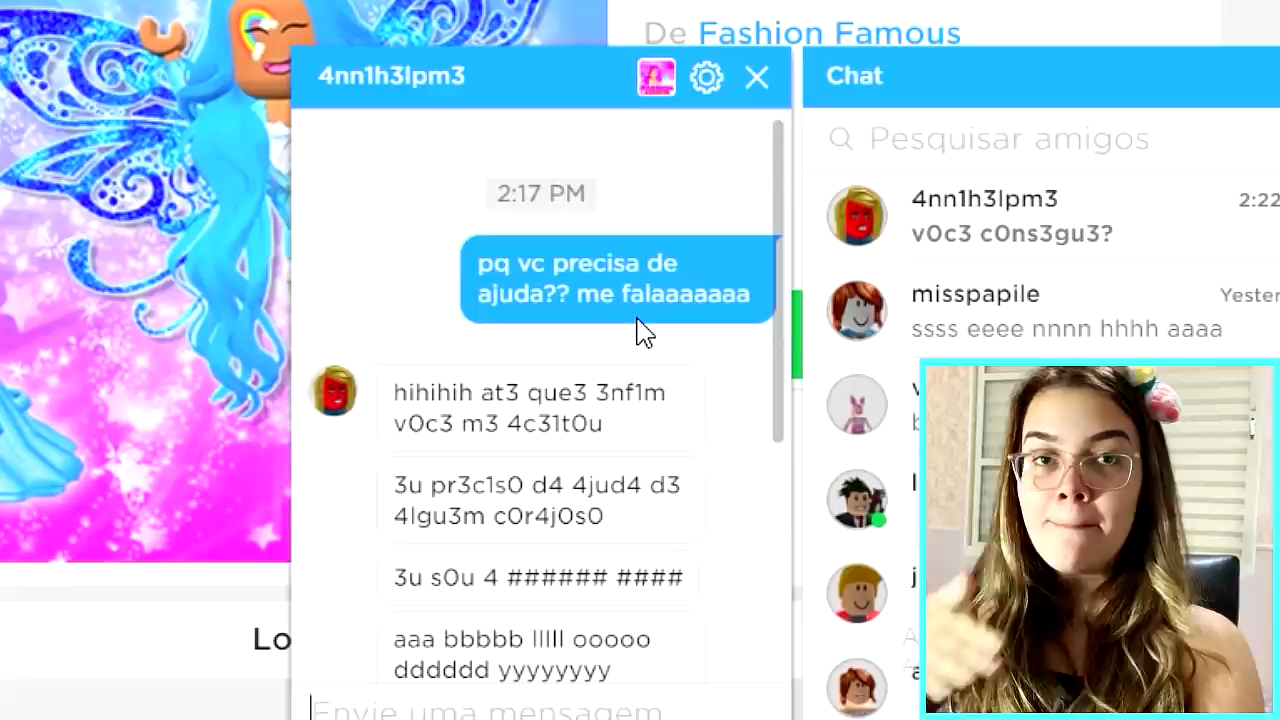 De Fashion Famous
4nn1h3lpm3
Chat
Pesquisar amigos
2:17 PM
pq vc precisa de
ajuda?? me falaaaaaaa
hihihih at3 que3 3nf1m
v0c3 m3 4c31t0u
3u pr3c1s0 d4 4jud4 d3
4lgu3m c0r4j0s0
3u s0u 4 ###### ####
aaa bbbbb lllll ooooo
dddddd yyyyyyyy
Envie uma mensagem
4nn1h3lpm3
2:22
v0c3 c0ns3gu3?
misspapile
Yester
ssss eeee nnnn hhhh aaaa
Lo